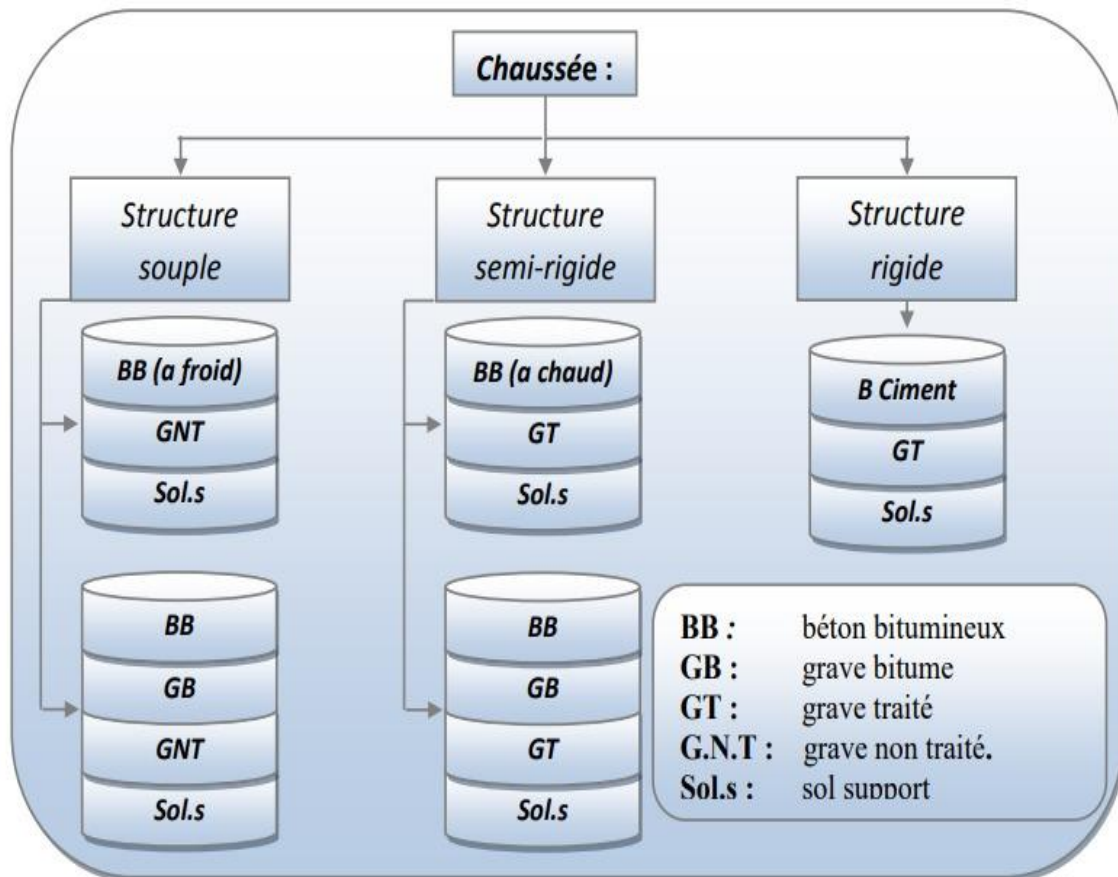 Chaussée :
Structure
souple
Structure
semi-rigide
Structure
rigide
BB (a froid)
GNT
Sol.s
BB (a chaud)
GT
Sol.s
B Ciment
GT
Sol.s
BB
GB
GNT
Sol.s
BB
GB
GT
Sol.s
BB : béton bitumineux
GB : grave bitume
GT : grave traité
G.N.T : grave non traité.
Sol.s : sol support